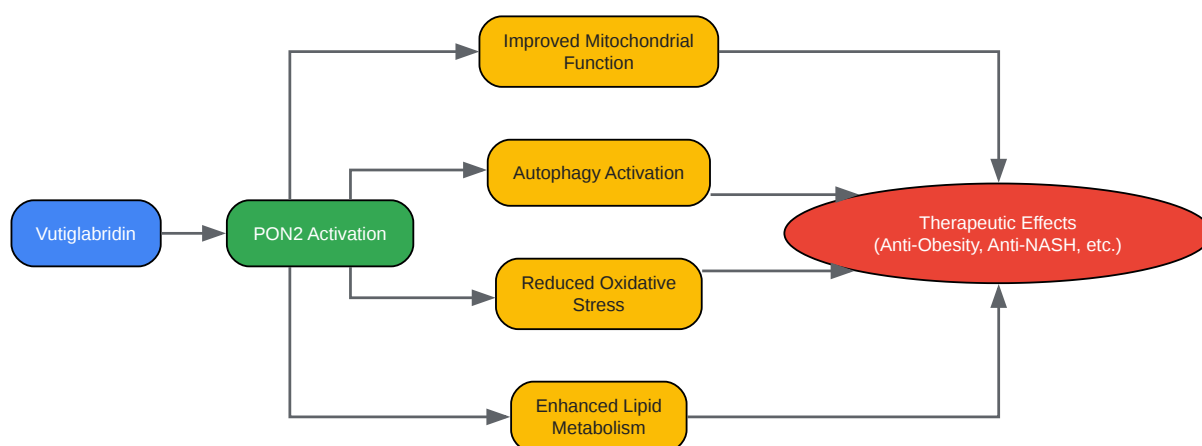 Vutiglabridin
PON2 Activation
Improved Mitochondrial
Function
Autophagy Activation
Reduced Oxidative
Stress
Enhanced Lipid
Metabolism
Therapeutic Effects
(Anti-Obesity, Anti-NASH, etc.)